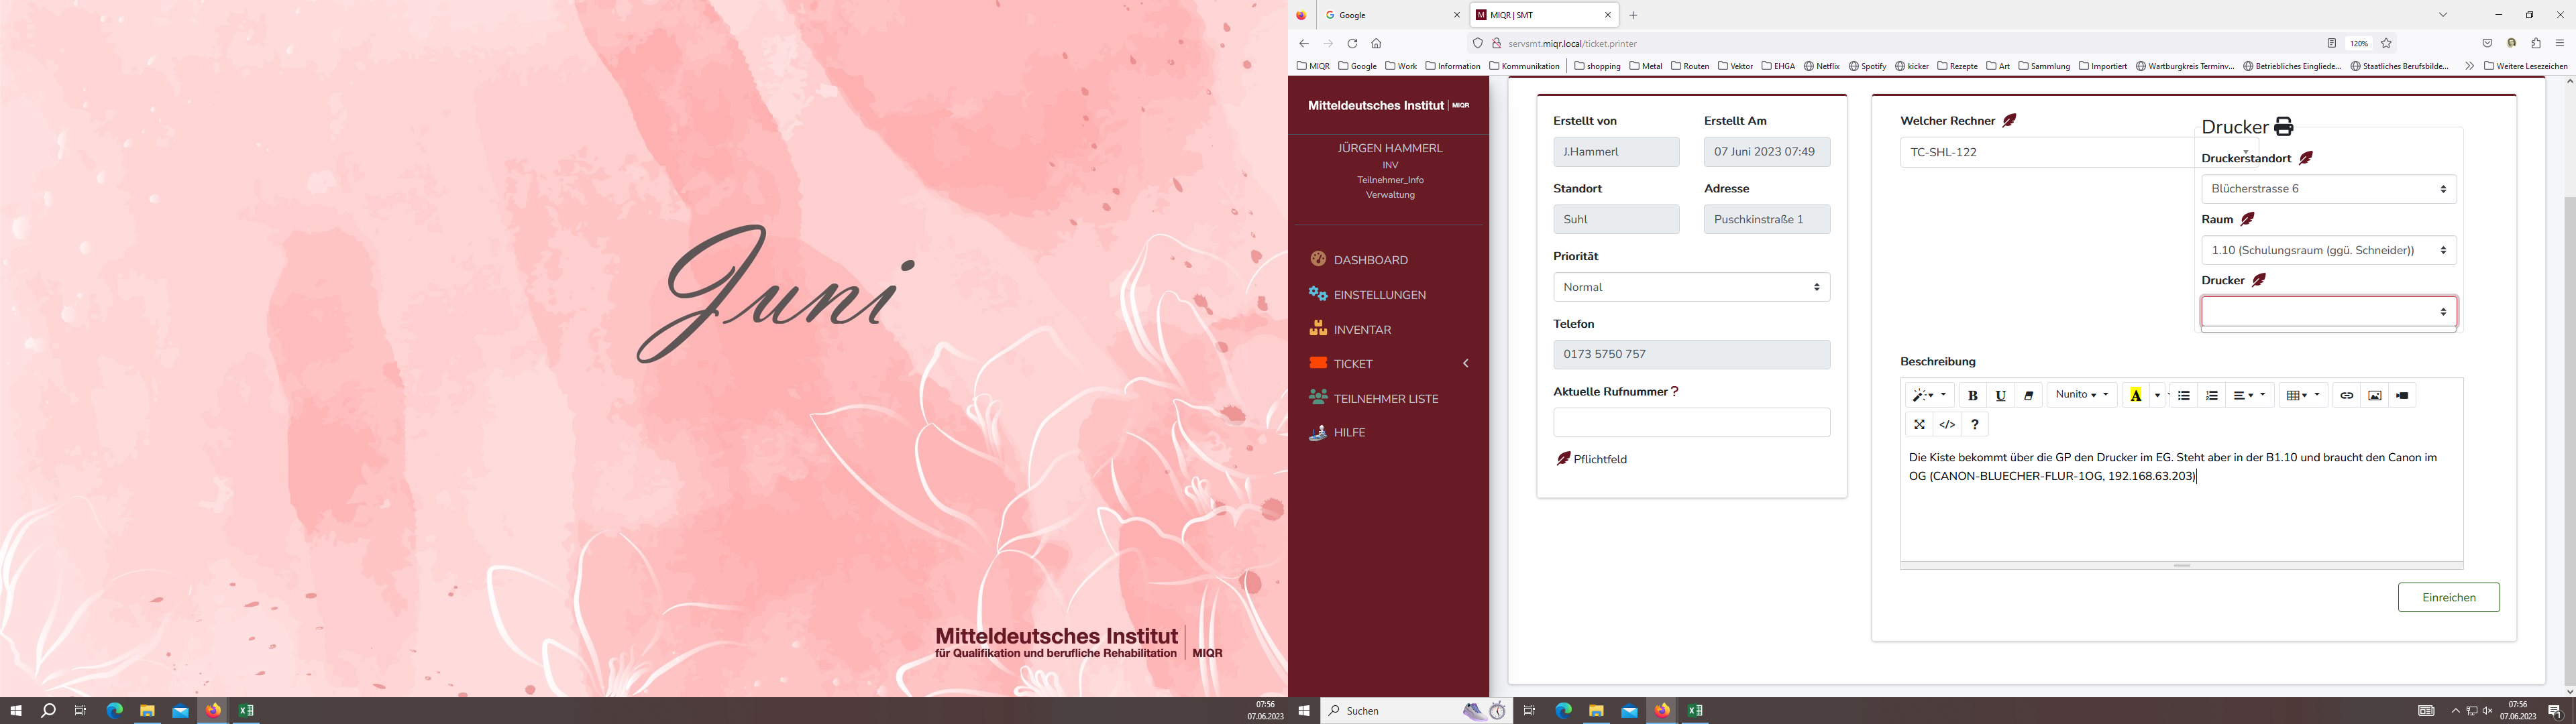 Juni
Mitteldeutsches Institut
für Qualifikation und berufliche Rehabilitation | MIQR
07:56
07.06.2023
Google
MIQR | SMT
servsmt.miqr.local/ticket.printer
120%
MIQR
Google
Work
Information
Kommunikation
shopping
Metal
Routen
Vektor
EHGA
Netflix
Spotify
kicker
Rezepte
Art
Sammlung
Importiert
Wartburgkreis Terminv...
Betriebliches Eingliede...
Staatliches Berufsbilde...
Weitere Lesezeichen
Mitteldeutsches Institut | MIQR
JÜRGEN HAMMERL
INV
Teilnehmer_Info
Verwaltung
DASHBOARD
EINSTELLUNGEN
INVENTAR
TICKET
TEILNEHMER LISTE
HILFE
Erstellt von
J.Hammerl
Erstellt Am
07 Juni 2023 07:49
Standort
Suhl
Adresse
Puschkinstraße 1
Priorität
Normal
Telefon
0173 5750 757
Aktuelle Rufnummer ?
Pflichtfeld
Welcher Rechner
TC-SHL-122
Drucker
Druckerstandort
Blücherstrasse 6
Raum
1.10 (Schulungsraum (ggü. Schneider))
Drucker
Beschreibung
B U Nunito A
</> ?
Die Kiste bekommt über die GP den Drucker im EG. Steht aber in der B1.10 und braucht den Canon im
OG (CANON-BLUECHER-FLUR-1OG, 192.168.63.203)
Einreichen
Suchen
07:56
07.06.2023